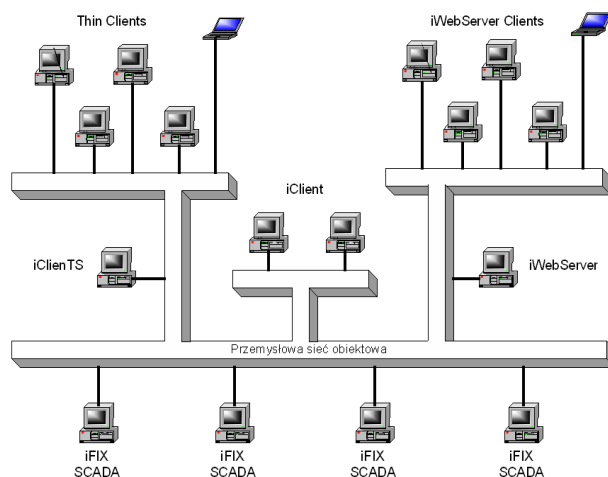 Thin Clients
iWebServer Clients
iClient
iClienTS
iWebServer
Przemysłowa sieć obiektowa
iFIX
SCADA
iFIX
SCADA
iFIX
SCADA
iFIX
SCADA